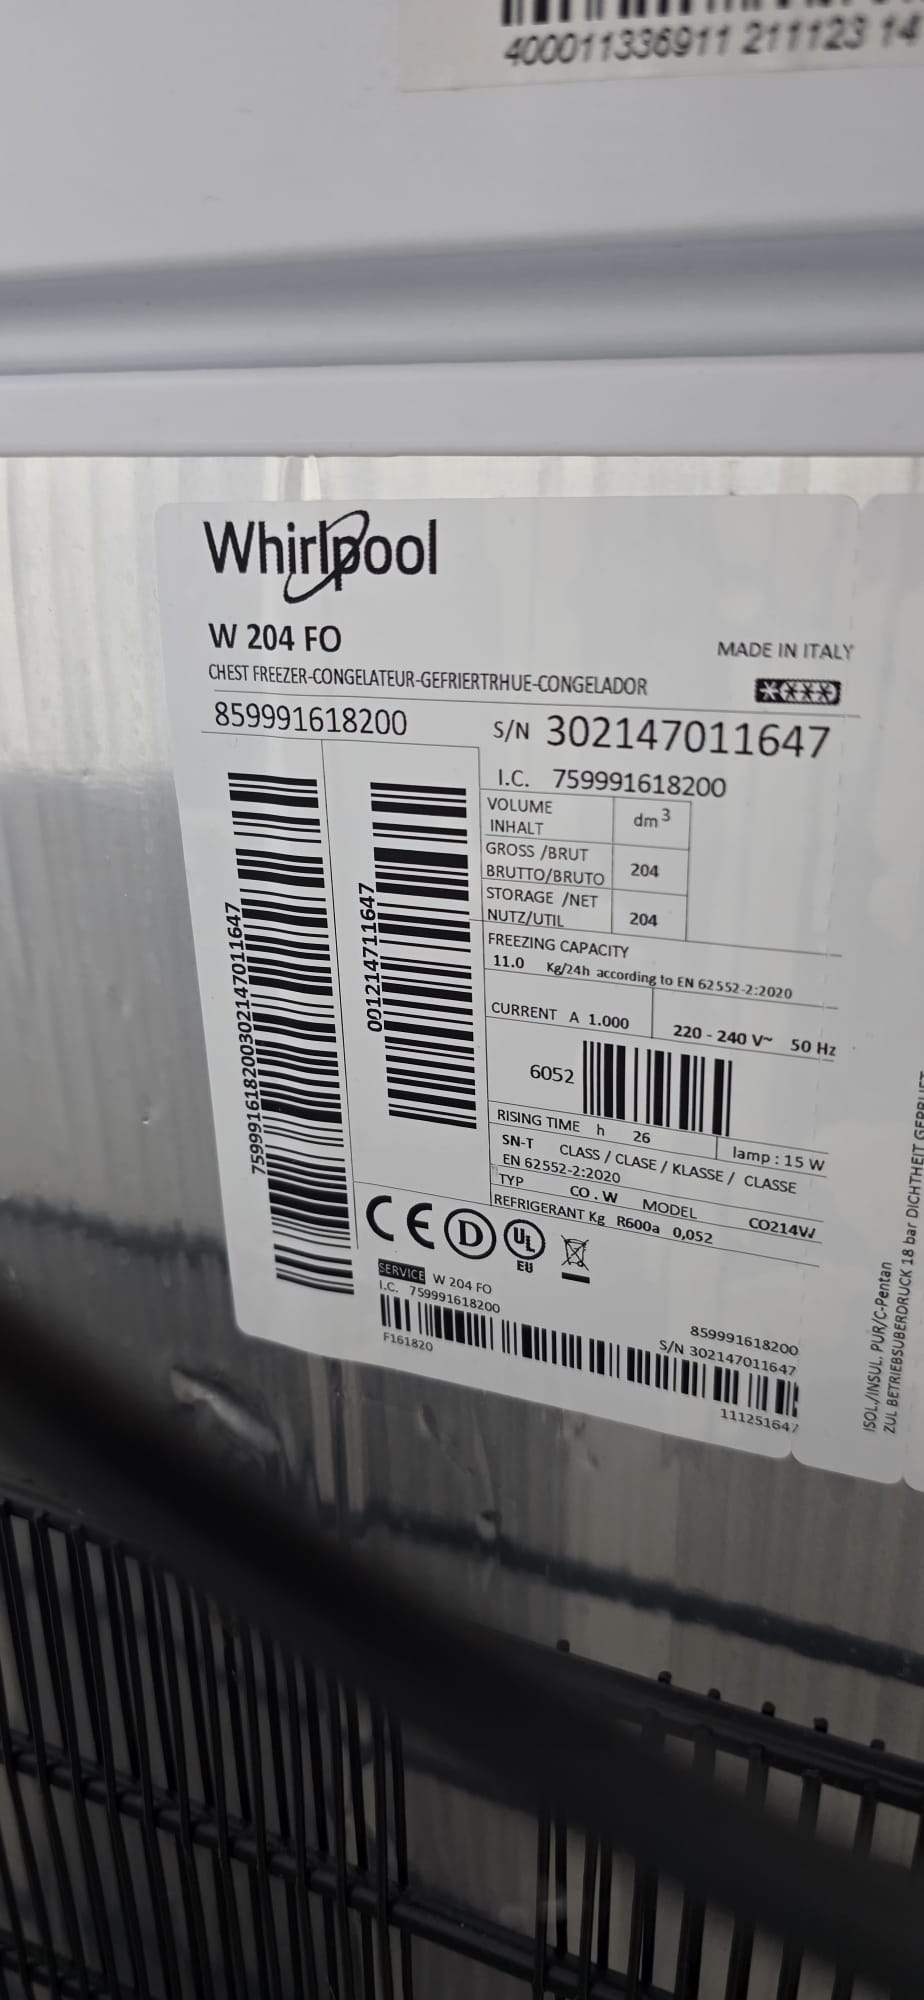 400011336911 211123 14
Whirlpool
W 204 FO
MADE IN ITALY
CHEST FREEZER-CONGELATEUR-GEFRIERTRHUE-CONGELADOR
859991618200
S/N 302147011647
I.C. 759991618200
VOLUME
INHALT
dm3
GROSS /BRUT
BRUTTO/BRUTO
204
STORAGE /NET
NUTZ/UTIL
204
FREEZING CAPACITY
11.0 Kg/24h according to EN 62552-2:2020
CURRENT A 1.000
220 - 240 V~ 50 Hz
6052
RISING TIME h 26
lamp : 15 W
SN-T CLASS / CLASE / KLASSE / CLASSE
EN 62552-2:2020
TYP CO . W MODEL CO214W
REFRIGERANT Kg R600a 0,052
759991618200302147011647
001214711647
CE
D
UL
EU
SERVICE W 204 FO
I.C. 759991618200
859991618200
S/N 302147011647
F161820
111251647
ISOL./INSUL. PUR/C-Pentan
ZUL BETRIEBSUBERDRUCK 18 bar DICHTHEIT GEPRUFT